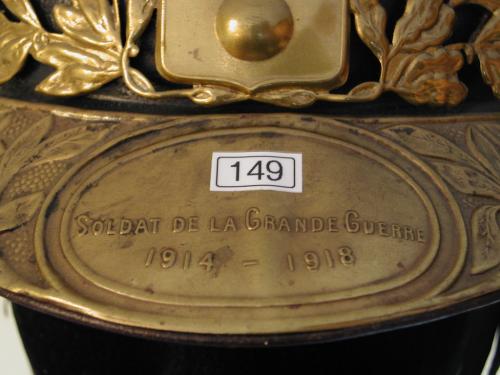 149
SOLDAT DE LA GRANDE GUERRE
1914 - 1918